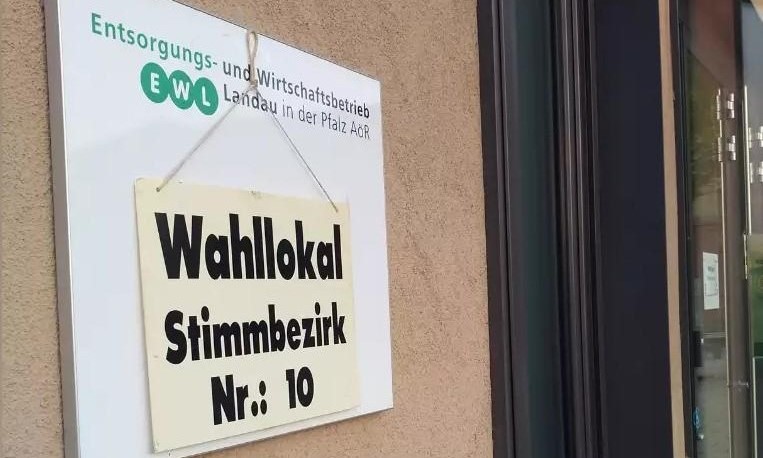 Entsorgungs- und Wirtschaftsbetrieb
EWL Landau in der Pfalz AöR
Wahllokal
Stimmbezirk
Nr.: 10